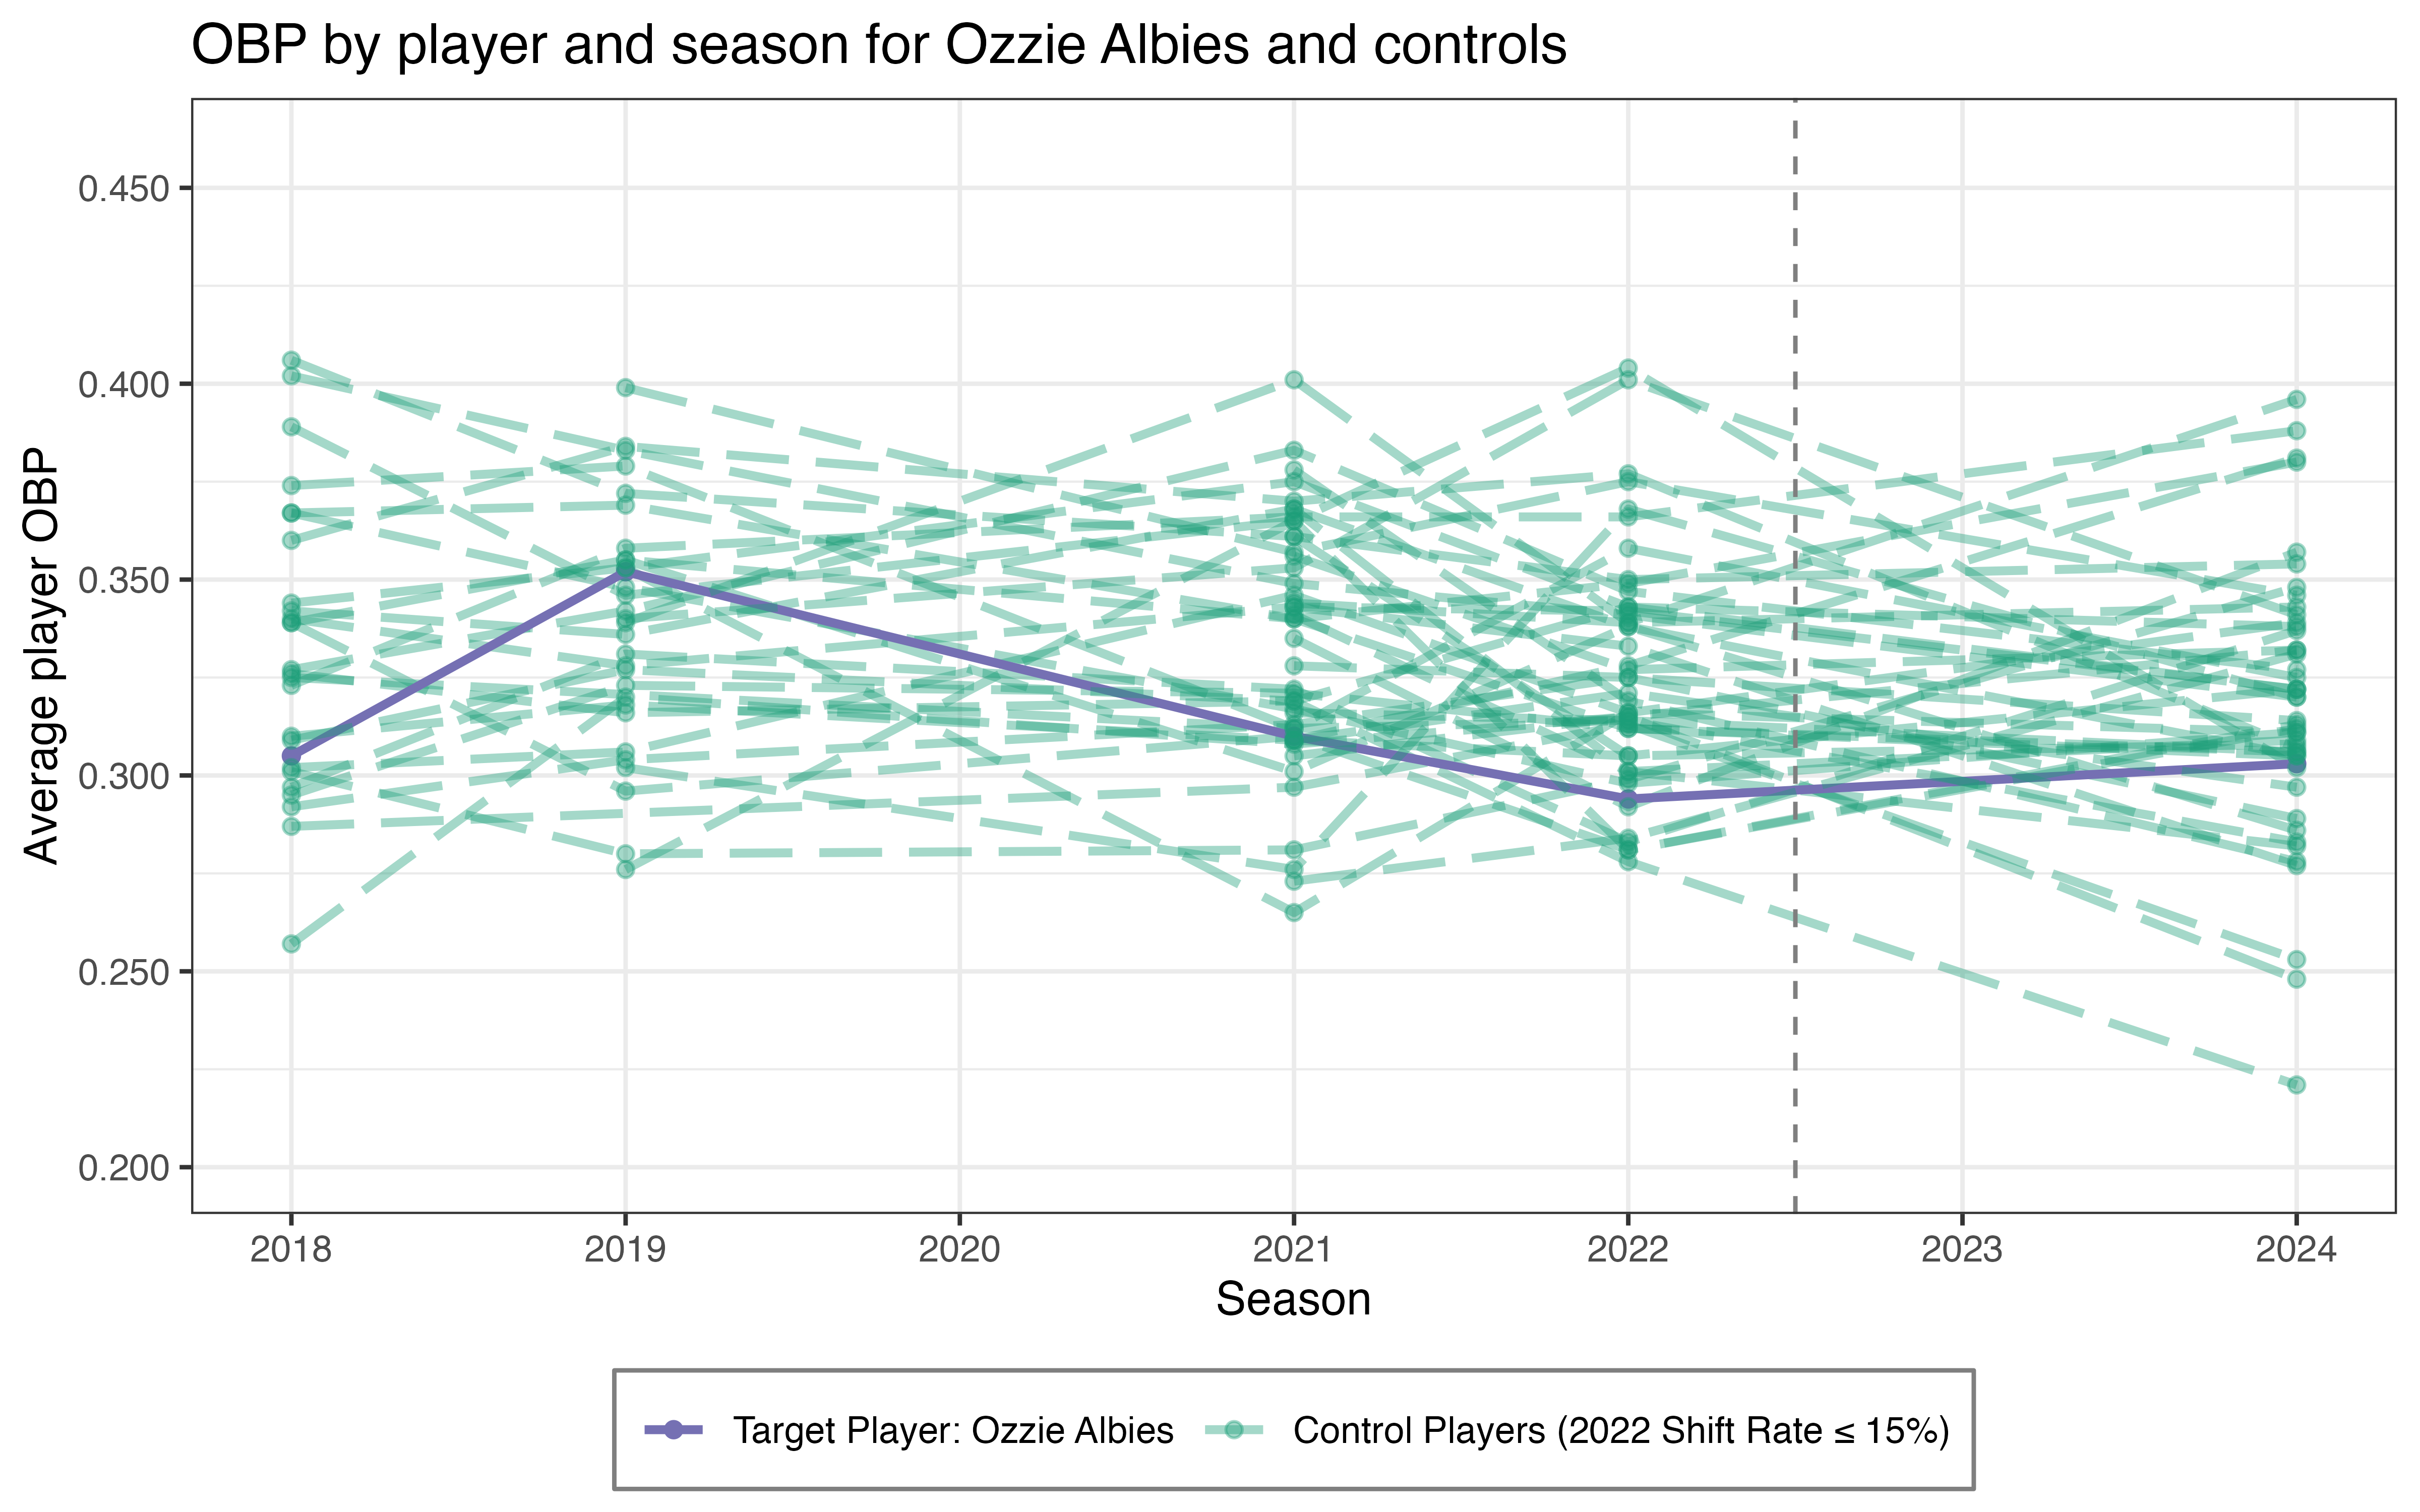 OBP by player and season for Ozzie Albies and controls
Average player OBP
0.450
0.400
0.350
0.300
0.250
0.200
2018 2019 2020 2021 2022 2023 2024
Season
Target Player: Ozzie Albies Control Players (2022 Shift Rate ≤ 15%)